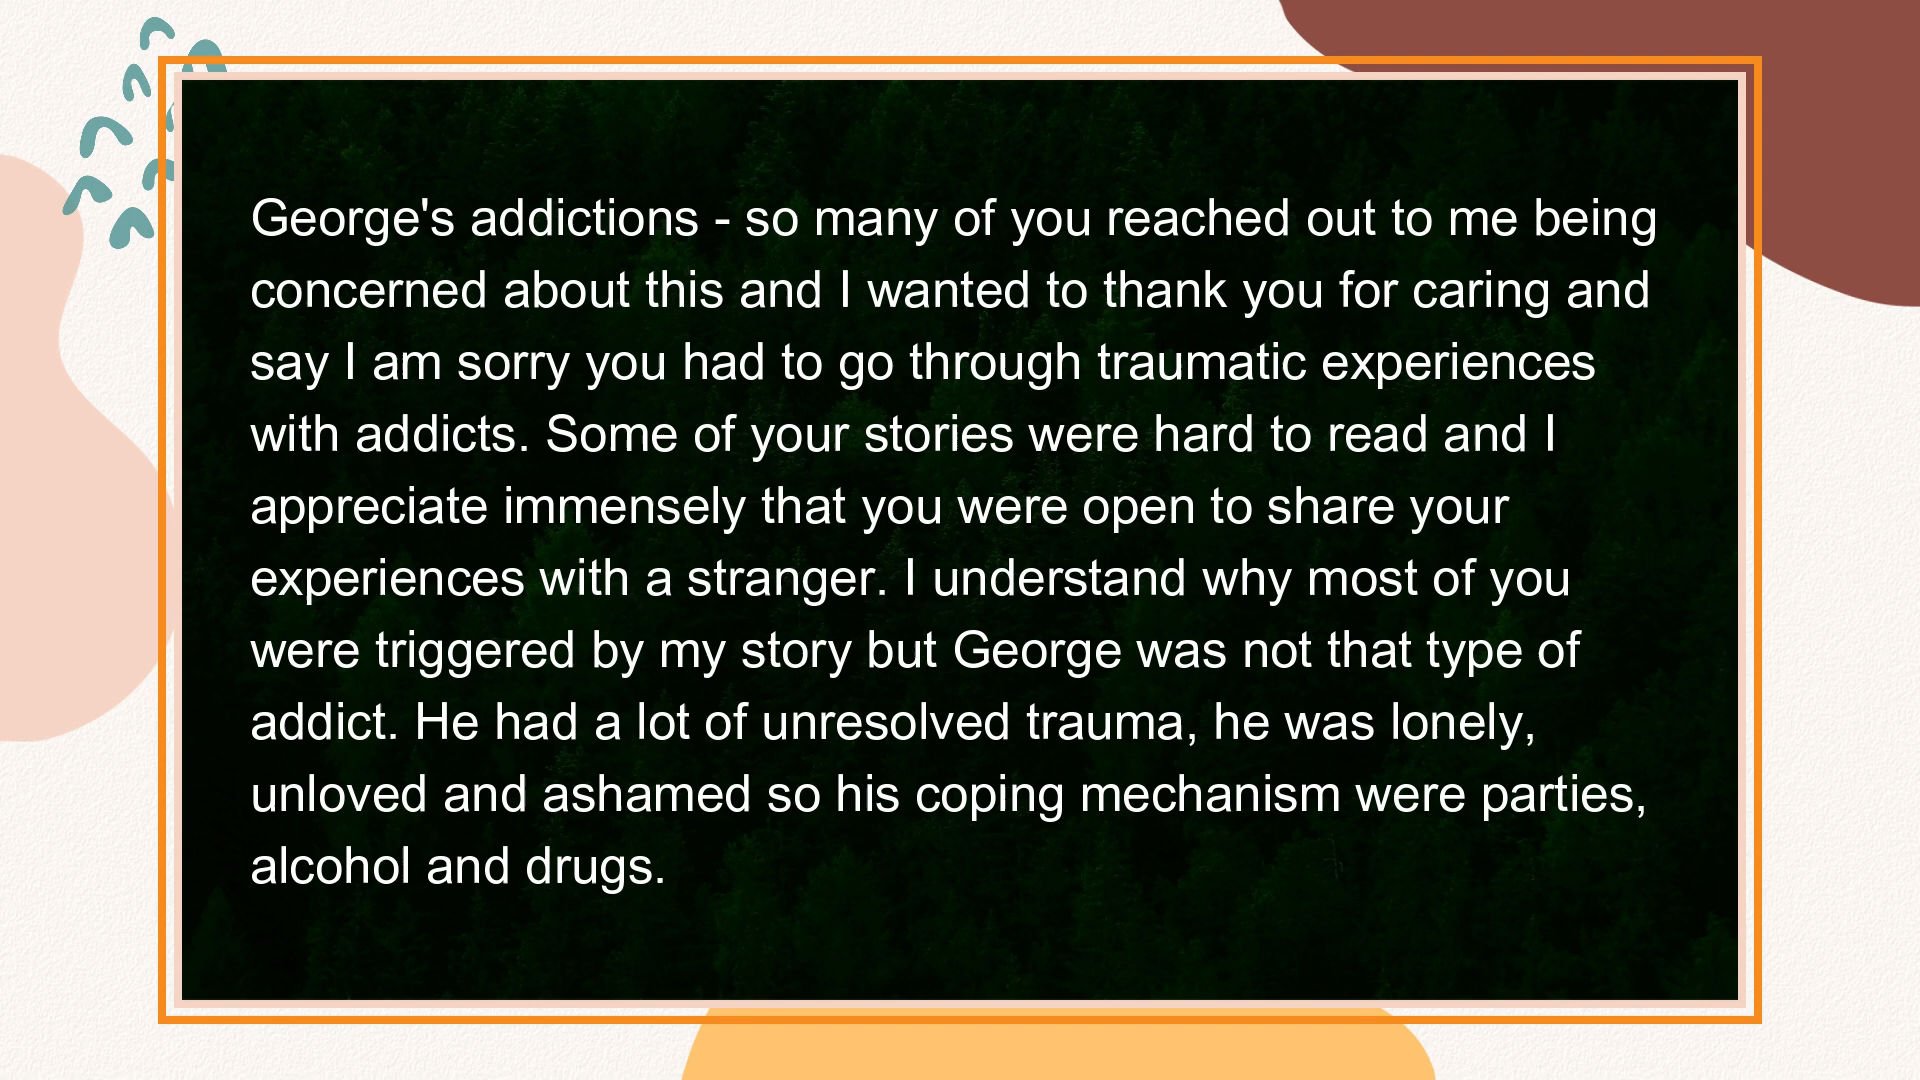 George's addictions - so many of you reached out to me being
concerned about this and I wanted to thank you for caring and
say I am sorry you had to go through traumatic experiences
with addicts. Some of your stories were hard to read and I
appreciate immensely that you were open to share your
experiences with a stranger. I understand why most of you
were triggered by my story but George was not that type of
addict. He had a lot of unresolved trauma, he was lonely,
unloved and ashamed so his coping mechanism were parties,
alcohol and drugs.